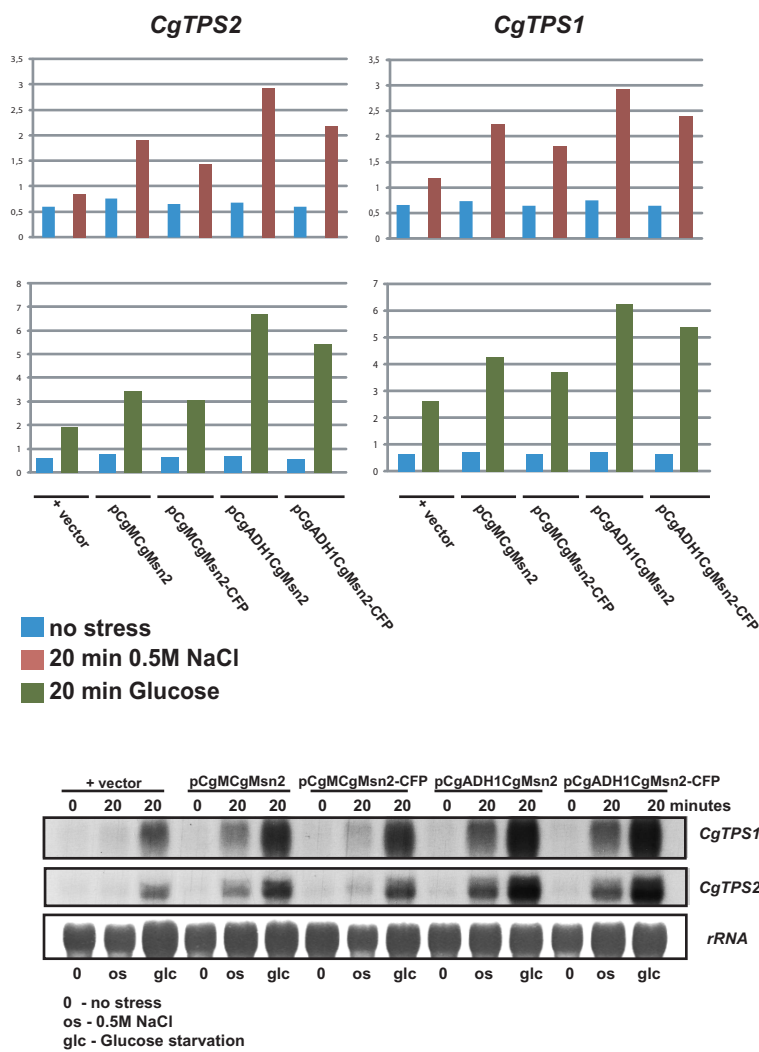 CgTPS2 CgTPS1
3,5 3,5
3 3
2,5 2,5
2 2
1,5 1,5
1 1
0,5 0,5
0 0
8 7
7 6
6 5
5 4
4 3
3 2
2 1
1 0
0
+ vector pCgMCgMsn2 pCgMCgMsn2-CFP pCgADH1CgMsn2 pCgADH1CgMsn2-CFP + vector pCgMCgMsn2 pCgMCgMsn2-CFP pCgADH1CgMsn2 pCgADH1CgMsn2-CFP
no stress
20 min 0.5M NaCl
20 min Glucose
+ vector pCgMCgMsn2 pCgMCgMsn2-CFP pCgADH1CgMsn2 pCgADH1CgMsn2-CFP
0 20 20 0 20 20 0 20 20 0 20 20 0 20 20 minutes
CgTPS1
CgTPS2
rRNA
0 os glc 0 os glc 0 os glc 0 os glc 0 os glc
0 - no stress
os - 0.5M NaCl
glc - Glucose starvation